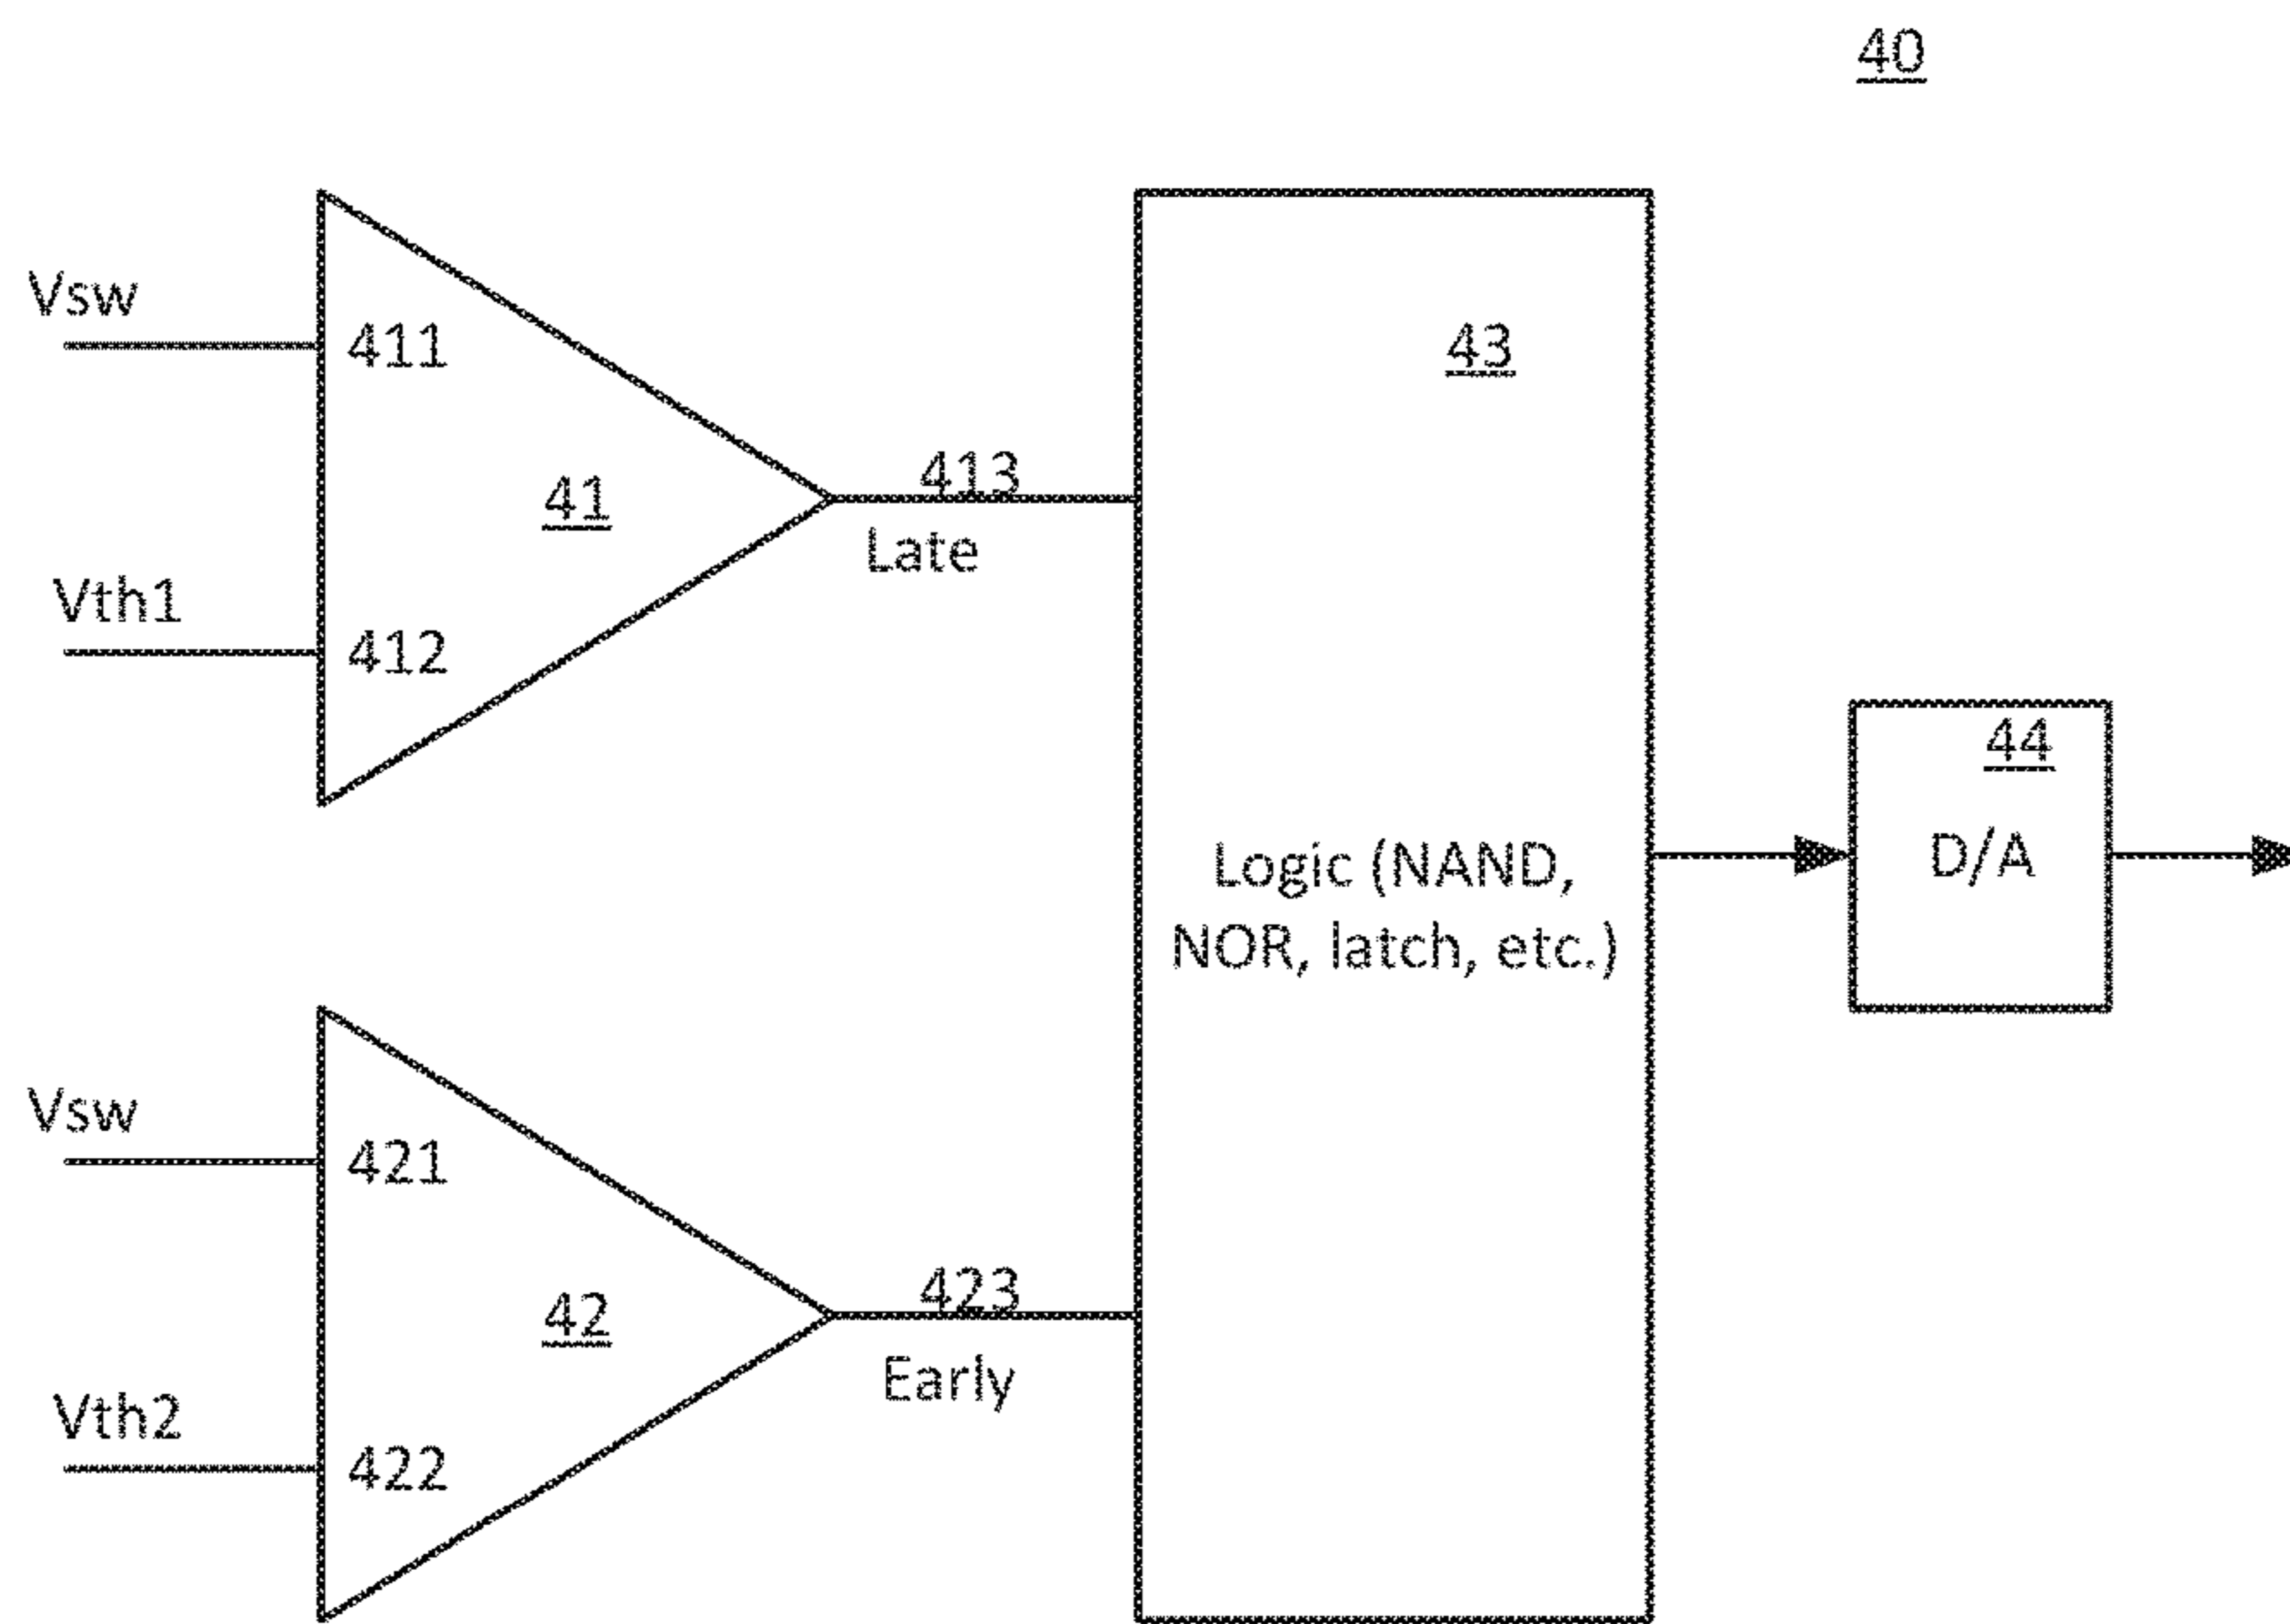 40
Vsw
411
43
413
41
Late
Vth1
412
44
D/A
Logic (NAND,
NOR, latch, etc.)
Vsw
421
423
42
Early
Vth2
422